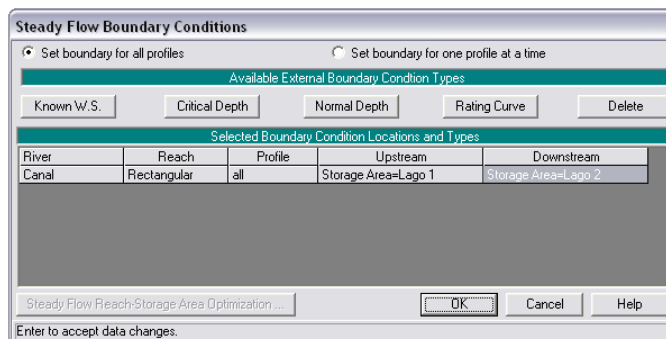 Steady Flow Boundary Conditions
Set boundary for all profiles Set boundary for one profile at a time
Available External Boundary Condtion Types
Known W.S. Critical Depth Normal Depth Rating Curve Delete
Selected Boundary Condition Locations and Types
River Reach Profile Upstream Downstream
Canal Rectangular all Storage Area=Lago 1 Storage Area=Lago 2
Steady Flow Reach-Storage Area Optimization ... OK Cancel Help
Enter to accept data changes.